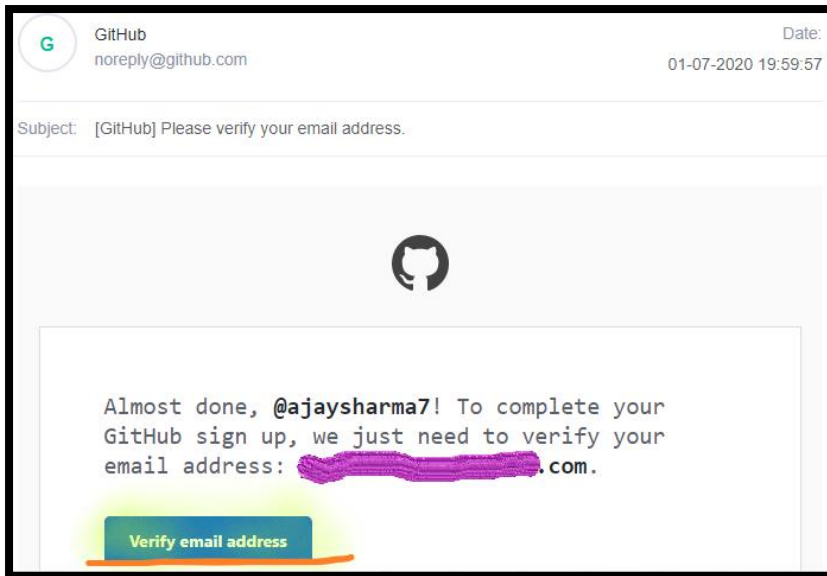 G
GitHub
Date:
noreply@github.com
01-07-2020 19:59:57
Subject: [GitHub] Please verify your email address.
Almost done, @ajaysharma7! To complete your
GitHub sign up, we just need to verify your
email address: .com.
Verify email address